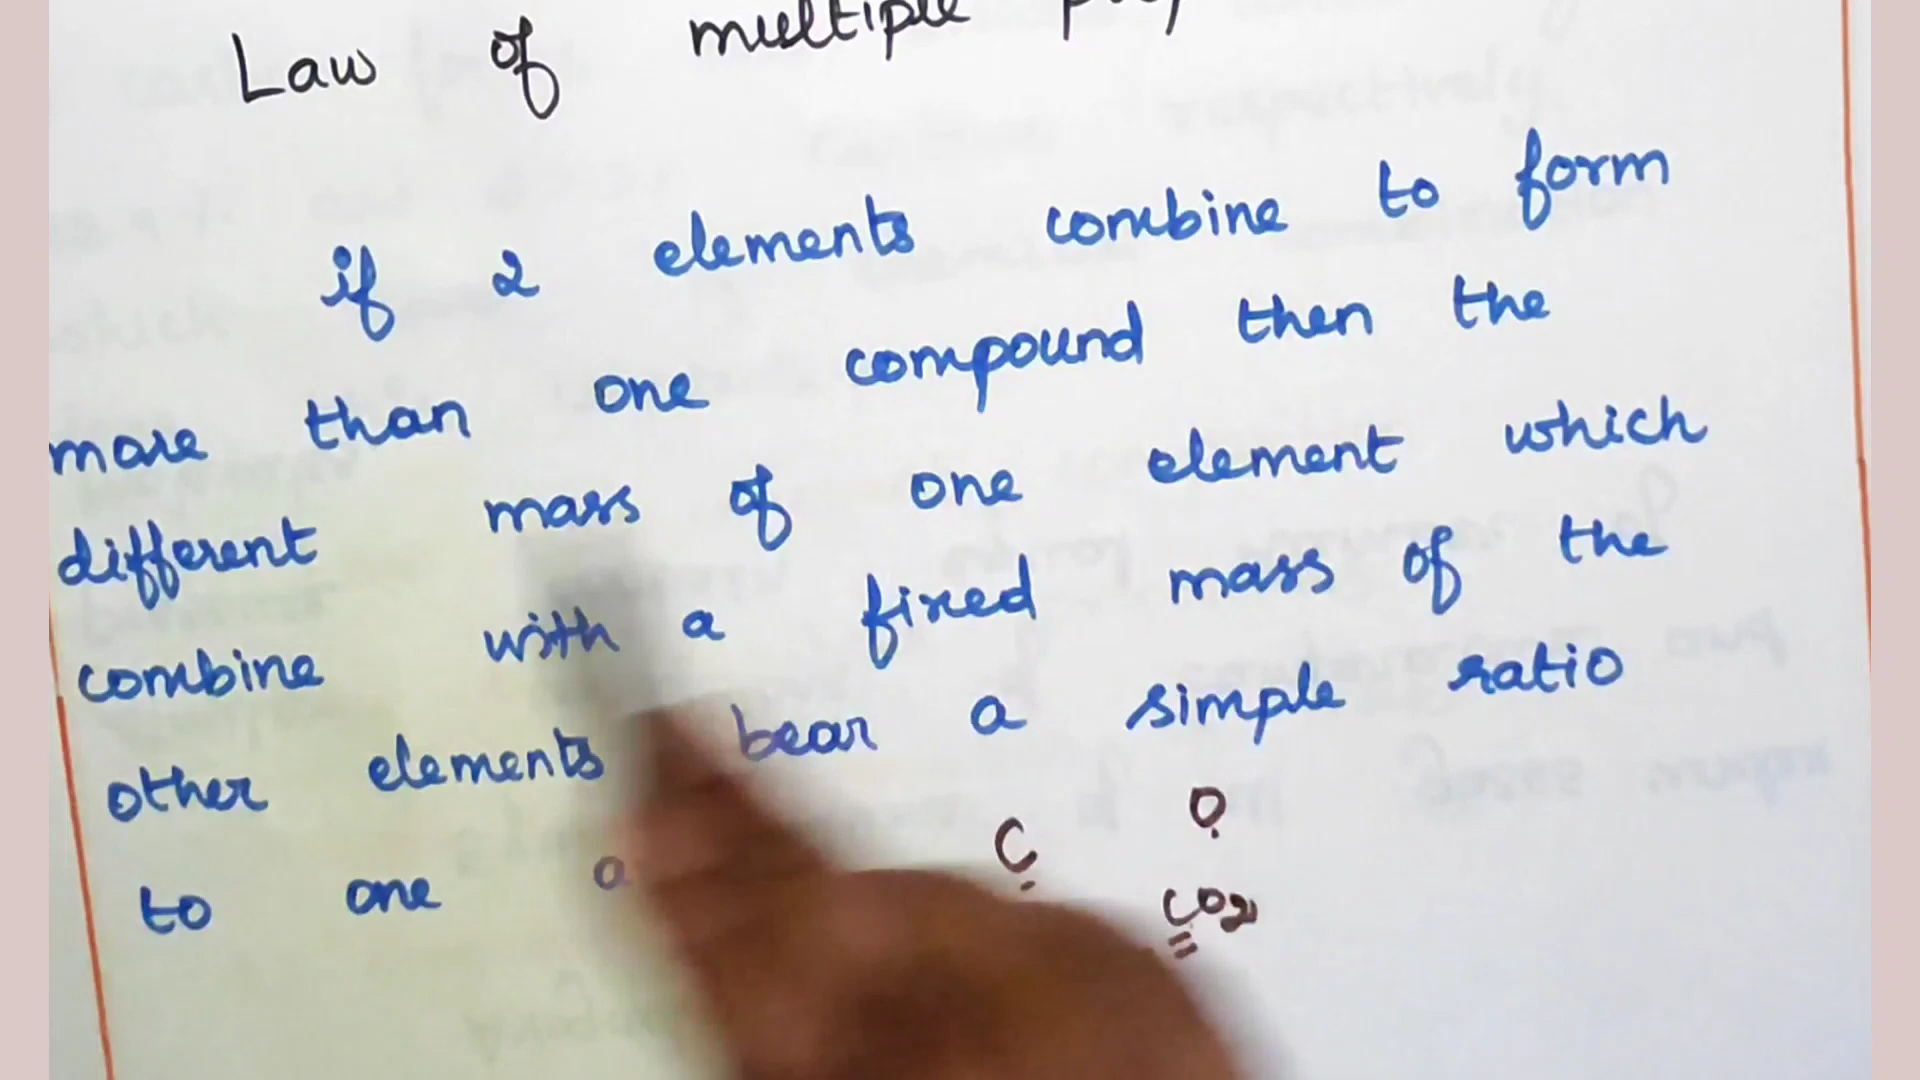 Law of multiple
if 2 elements combine to form
more than one compound then the
different mass of one element which
combine with a fixed mass of the
other elements bear a simple ratio
to one
C O
CO2